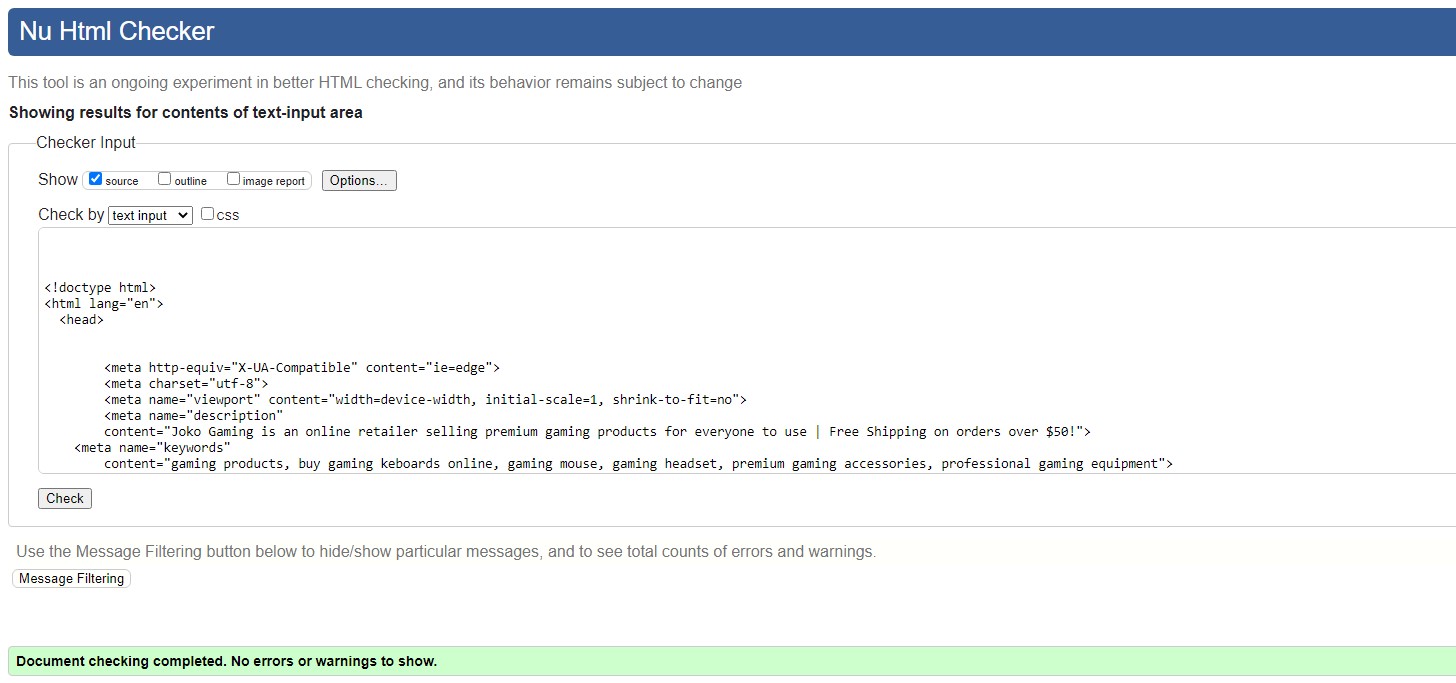 Nu Html Checker
This tool is an ongoing experiment in better HTML checking, and its behavior remains subject to change
Showing results for contents of text-input area
Checker Input
Show source outline image report Options...
Check by text input css
<!doctype html>
<html lang="en">
<head>
<meta http-equiv="X-UA-Compatible" content="ie=edge">
<meta charset="utf-8">
<meta name="viewport" content="width=device-width, initial-scale=1, shrink-to-fit=no">
<meta name="description"
content="Joko Gaming is an online retailer selling premium gaming products for everyone to use | Free Shipping on orders over $50!">
<meta name="keywords"
content="gaming products, buy gaming keboards online, gaming mouse, gaming headset, premium gaming accessories, professional gaming equipment">
Check
Use the Message Filtering button below to hide/show particular messages, and to see total counts of errors and warnings.
Message Filtering
Document checking completed. No errors or warnings to show.